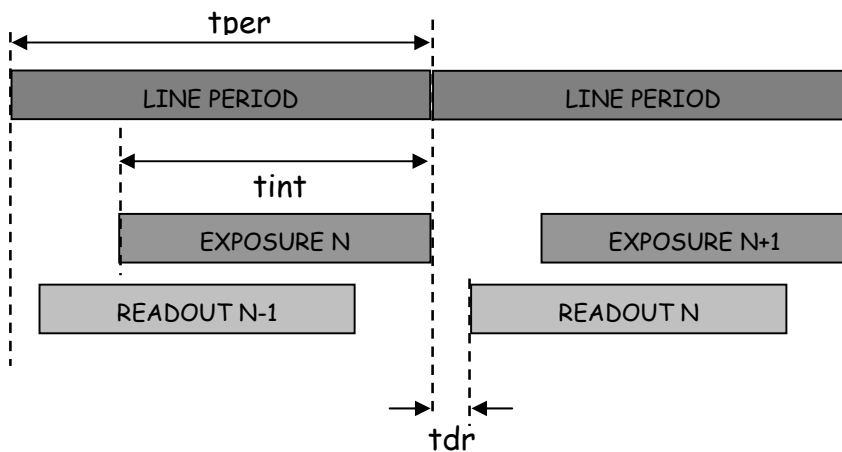 tper
LINE PERIOD
LINE PERIOD
tint
EXPOSURE N
EXPOSURE N+1
READOUT N-1
READOUT N
tdr